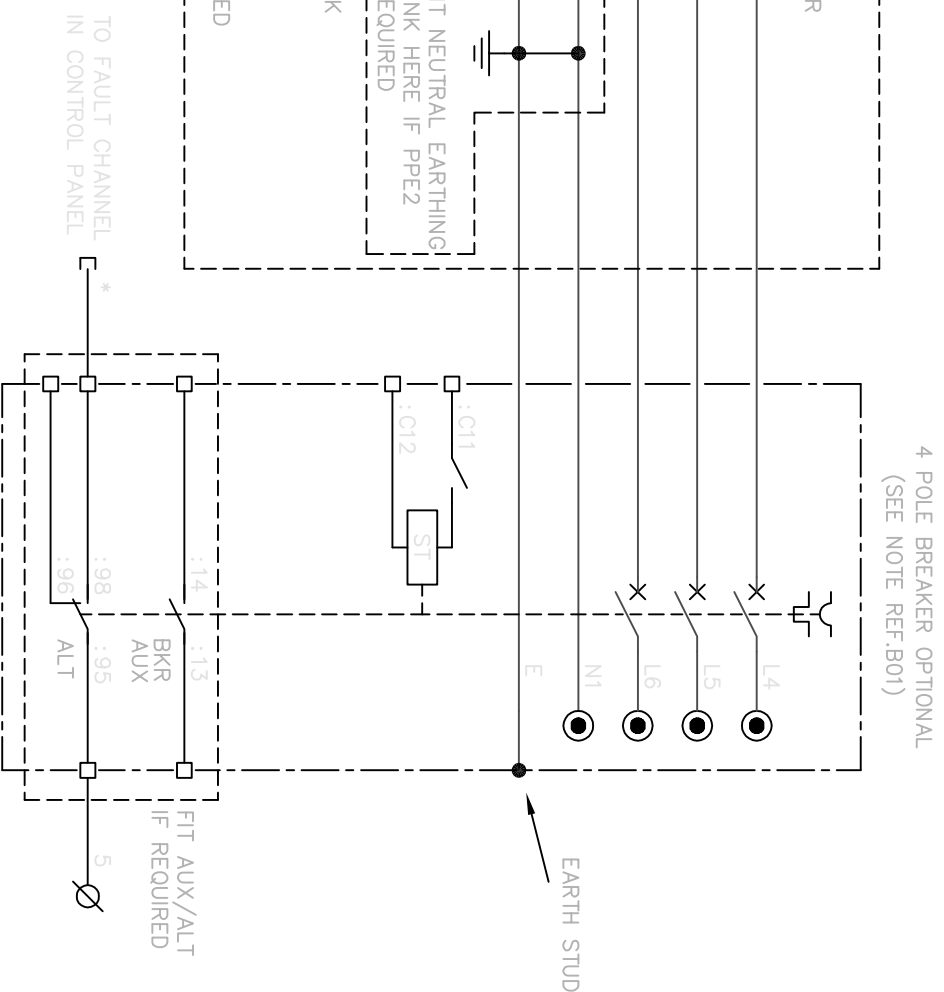 4 POLE BREAKER OPTIONAL
(SEE NOTE REF.B01)
R
L4
L5
L6
N1
E
EARTH STUD
IT NEUTRAL EARTHING
NK HERE IF PPE2
EQUIRED
K
ED
:C11
:C12
ST
:14
:13
BKR
AUX
:98
:96
:95
ALT
FIT AUX/ALT
IF REQUIRED
5
TO FAULT CHANNEL
IN CONTROL PANEL
*